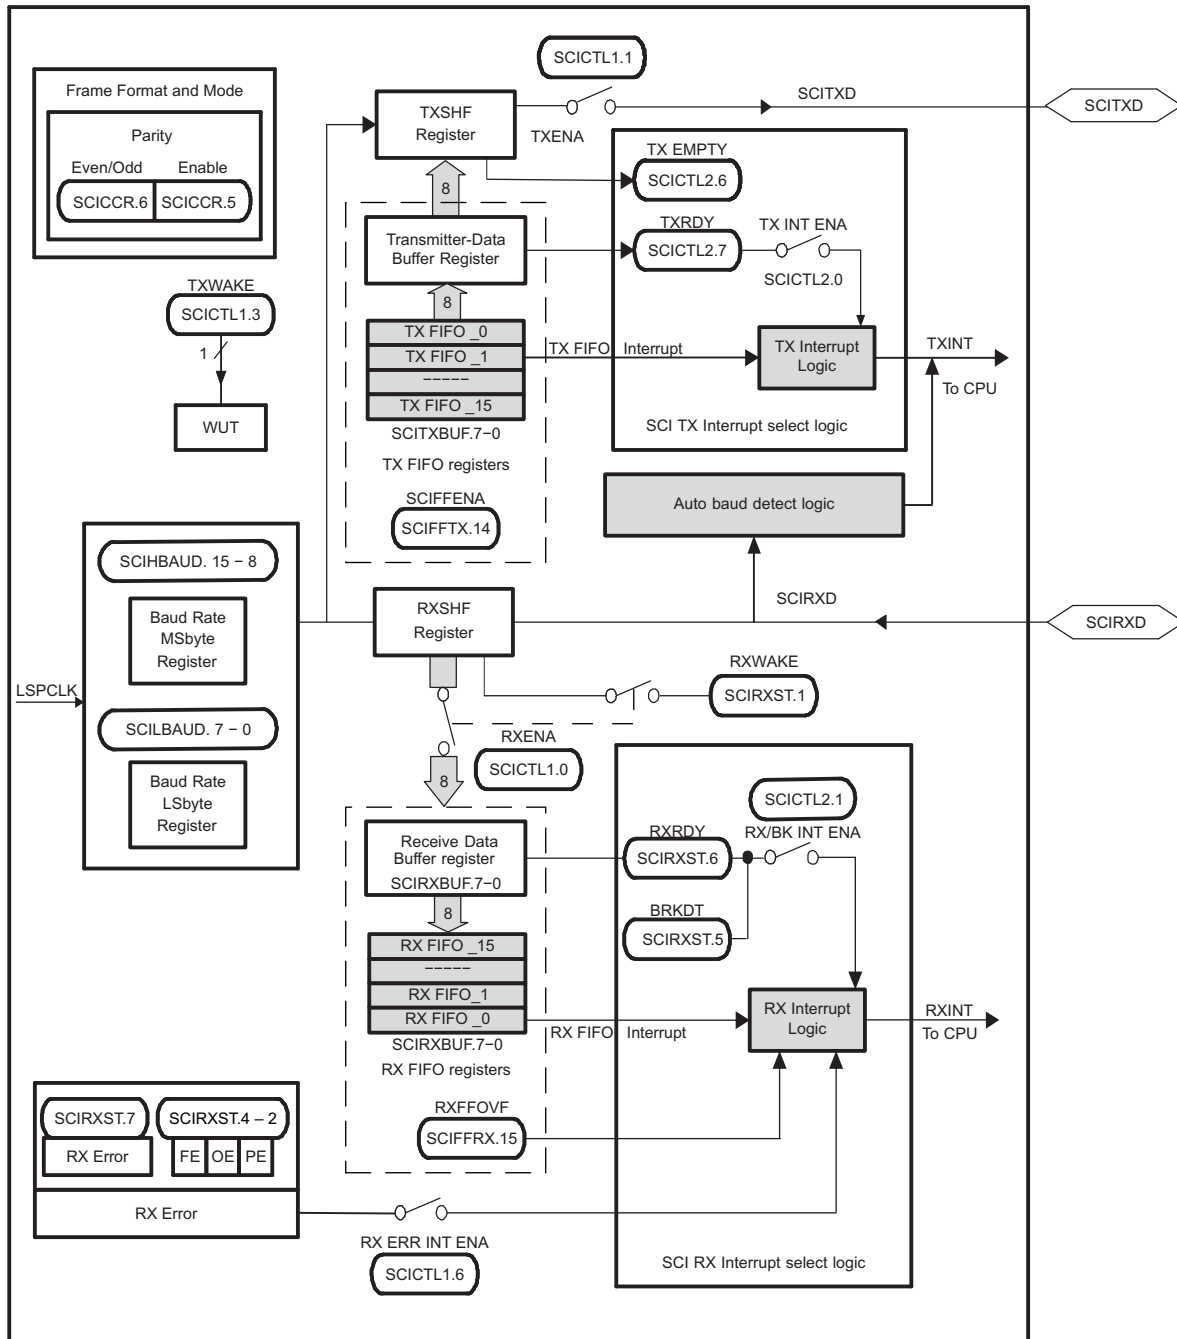 SCICTL1.1
Frame Format and Mode
Parity
Even/Odd Enable
SCICCR.6 SCICCR.5
TXSHF
Register
TXENA
SCITXD
SCITXD
TX EMPTY
SCICTL2.6
8
TXRDY
SCICTL2.7
TX INT ENA
SCICTL2.0
Transmitter-Data
Buffer Register
8
TXWAKE
SCICTL1.3
1
WUT
TX FIFO _0
TX FIFO _1
−−−−−
TX FIFO _15
SCITXBUF.7−0
TX FIFO registers
SCIFFENA
SCIFFTX.14
TX FIFO Interrupt
TX Interrupt
Logic
TXINT
To CPU
SCI TX Interrupt select logic
Auto baud detect logic
SCIHBAUD. 15 − 8
Baud Rate
MSbyte
Register
LSPCLK
SCILBAUD. 7 − 0
Baud Rate
LSbyte
Register
RXSHF
Register
SCIRXD
SCIRXD
RXWAKE
SCIRXST.1
RXENA
SCICTL1.0
8
SCICTL2.1
RX/BK INT ENA
RXRDY
SCIRXST.6
BRKDT
SCIRXST.5
Receive Data
Buffer register
SCIRXBUF.7−0
8
RX FIFO _15
−−−−−
RX FIFO_1
RX FIFO _0
SCIRXBUF.7−0
RX FIFO registers
RX FIFO Interrupt
RX Interrupt
Logic
RXINT
To CPU
RXFFOVF
SCIFFRX.15
SCIRXST.7 SCIRXST.4 – 2
RX Error FE OE PE
RX Error
RX ERR INT ENA
SCICTL1.6
SCI RX Interrupt select logic